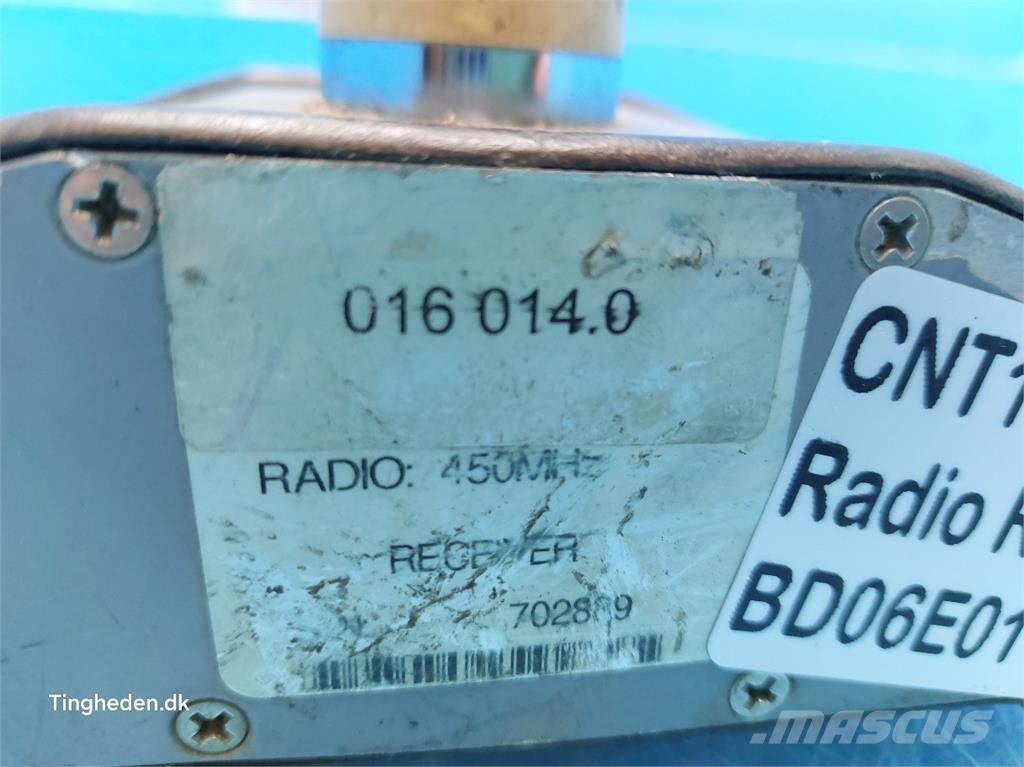 016 014.0
RADIO: 450MHz
RECEIVER
CNT1
Radio R
BD06E01
Tingheden.dk
MASCUS